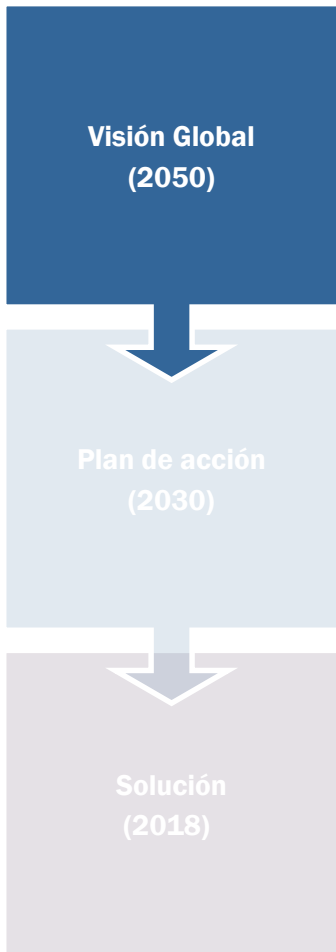 Visión Global
(2050)
Plan de acción
(2030)
Solución
(2018)